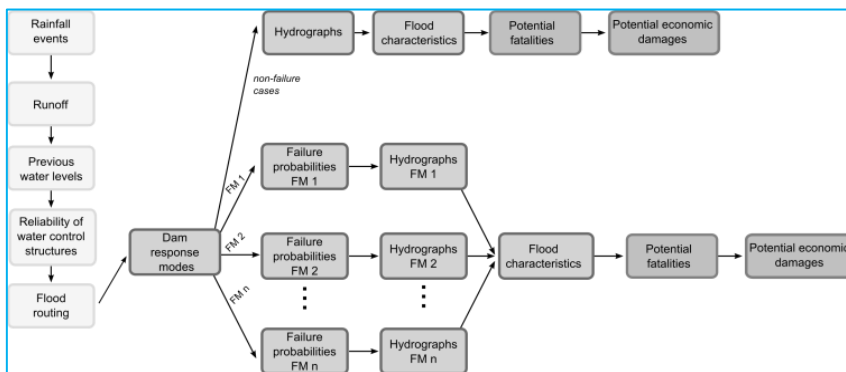 Rainfall
events
Runoff
Previous
water levels
Reliability of
water control
structures
Flood
routing
Dam
response
modes
non-failure
cases
Hydrographs
Flood
characteristics
Potential
fatalities
Potential economic
damages
FM 1
Failure
probabilities
FM 1
Hydrographs
FM 1
FM 2
Failure
probabilities
FM 2
Hydrographs
FM 2
FM n
Failure
probabilities
FM n
Hydrographs
FM n
Flood
characteristics
Potential
fatalities
Potential economic
damages